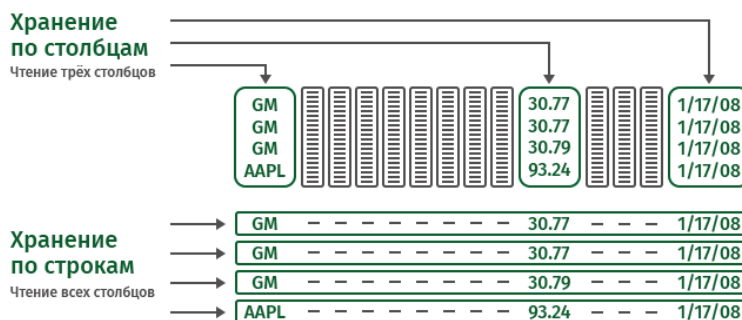 Хранение
по столбцам
Чтение трёх столбцов
GM 30.77 1/17/08
GM 30.77 1/17/08
GM 30.79 1/17/08
AAPL 93.24 1/17/08
Хранение
по строкам
Чтение всех столбцов
GM — — — — — — — — 30.77 — — — 1/17/08
GM — — — — — — — — 30.77 — — — 1/17/08
GM — — — — — — — — 30.79 — — — 1/17/08
AAPL — — — — — — — — 93.24 — — — 1/17/08